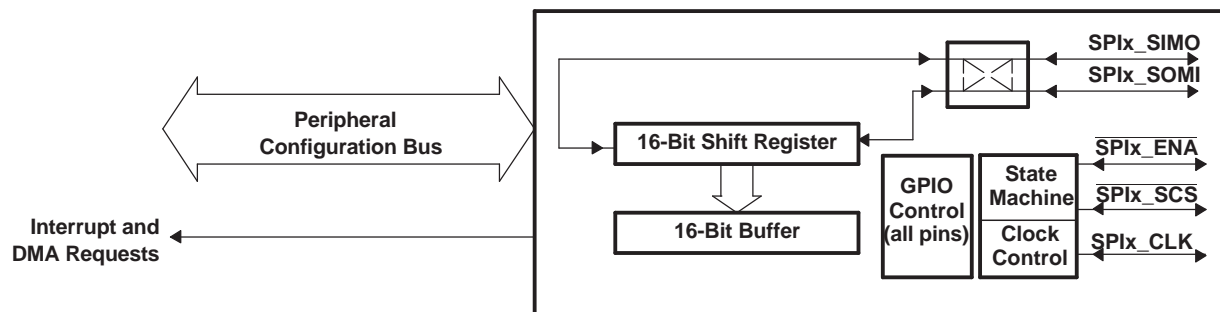 SPIx_SIMO
SPIx_SOMI
Peripheral
Configuration Bus
16-Bit Shift Register
16-Bit Buffer
GPIO
Control
(all pins)
State
Machine
Clock
Control
SPIx_ENA
SPIx_SCS
SPIx_CLK
Interrupt and
DMA Requests